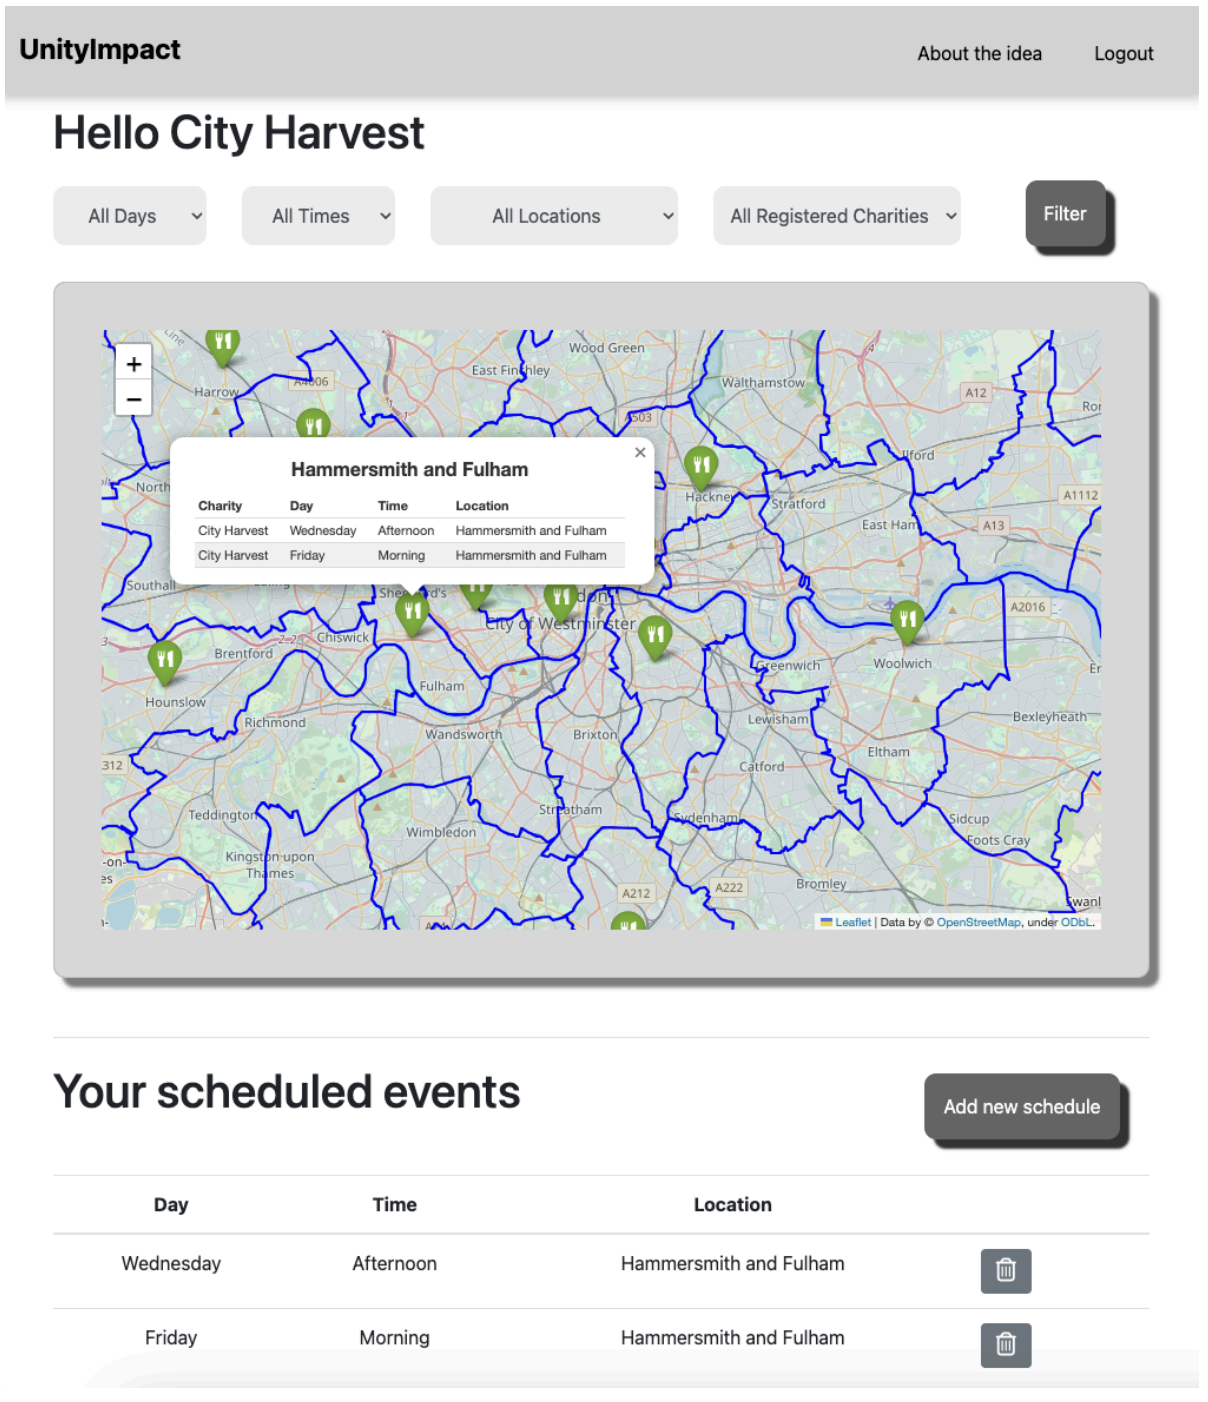 UnityImpact
About the idea
Logout
Hello City Harvest
All Days
All Times
All Locations
All Registered Charities
Filter
+
−
Wood Green
East Finchley
Walthamstow
Harrow
A4006
A503
A12
Hammersmith and Fulham
×
Charity Day Time Location
City Harvest Wednesday Afternoon Hammersmith and Fulham
City Harvest Friday Morning Hammersmith and Fulham
North
Ilford
Hackney
Stratford
A1112
East Ham
A13
Southall
Shepherd's
City of Westminster
A2016
Chiswick
Brentford
Greenwich
Woolwich
Fulham
Hounslow
Richmond
Wandsworth
Brixton
Lewisham
Bexleyheath
Eltham
312
Catford
Teddington
Streatham
Sydenham
Sidcup
Wimbledon
Foots Cray
Kingston upon
Thames
-on-
A212
A222
Bromley
Leaflet | Data by © OpenStreetMap, under ODbL.
Your scheduled events
Add new schedule
Day Time Location
Wednesday Afternoon Hammersmith and Fulham
Friday Morning Hammersmith and Fulham